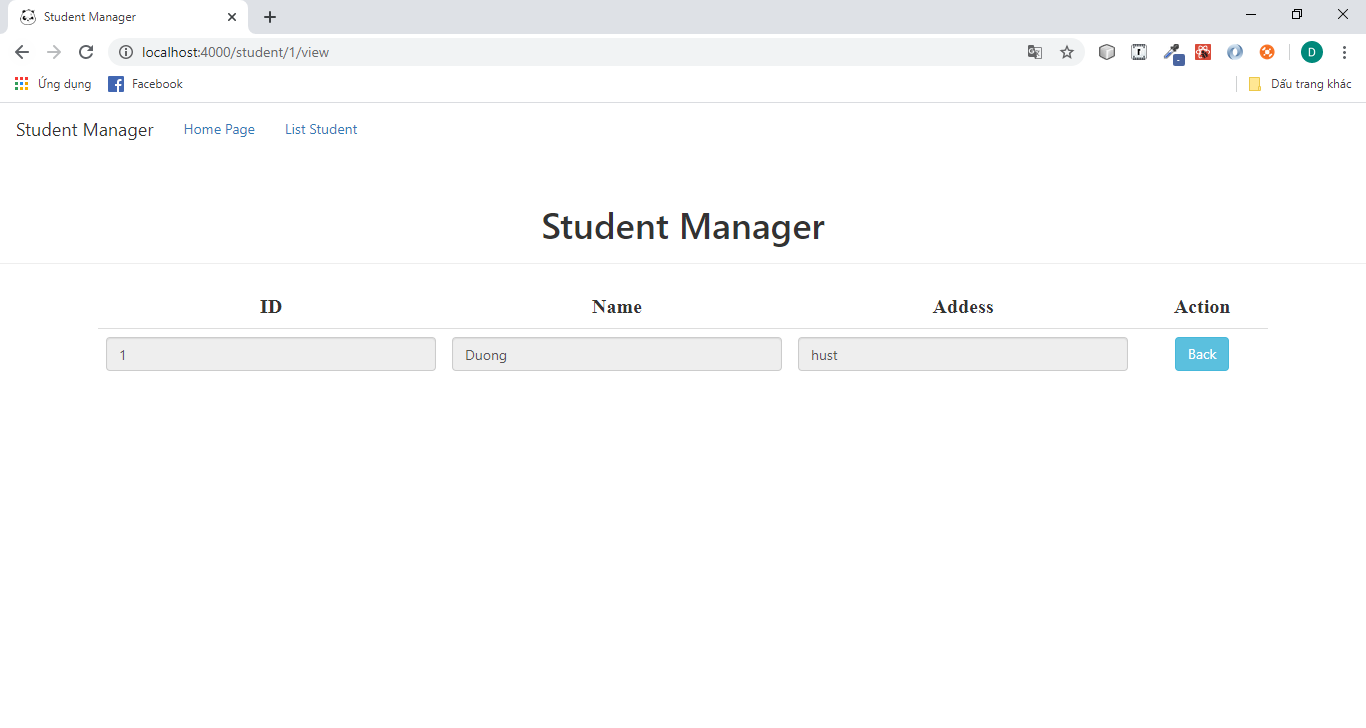 Student Manager
localhost:4000/student/1/view
D
Ứng dụng Facebook Dấu trang khác
Student Manager Home Page List Student
Student Manager
ID Name Addess Action
1 Duong hust Back